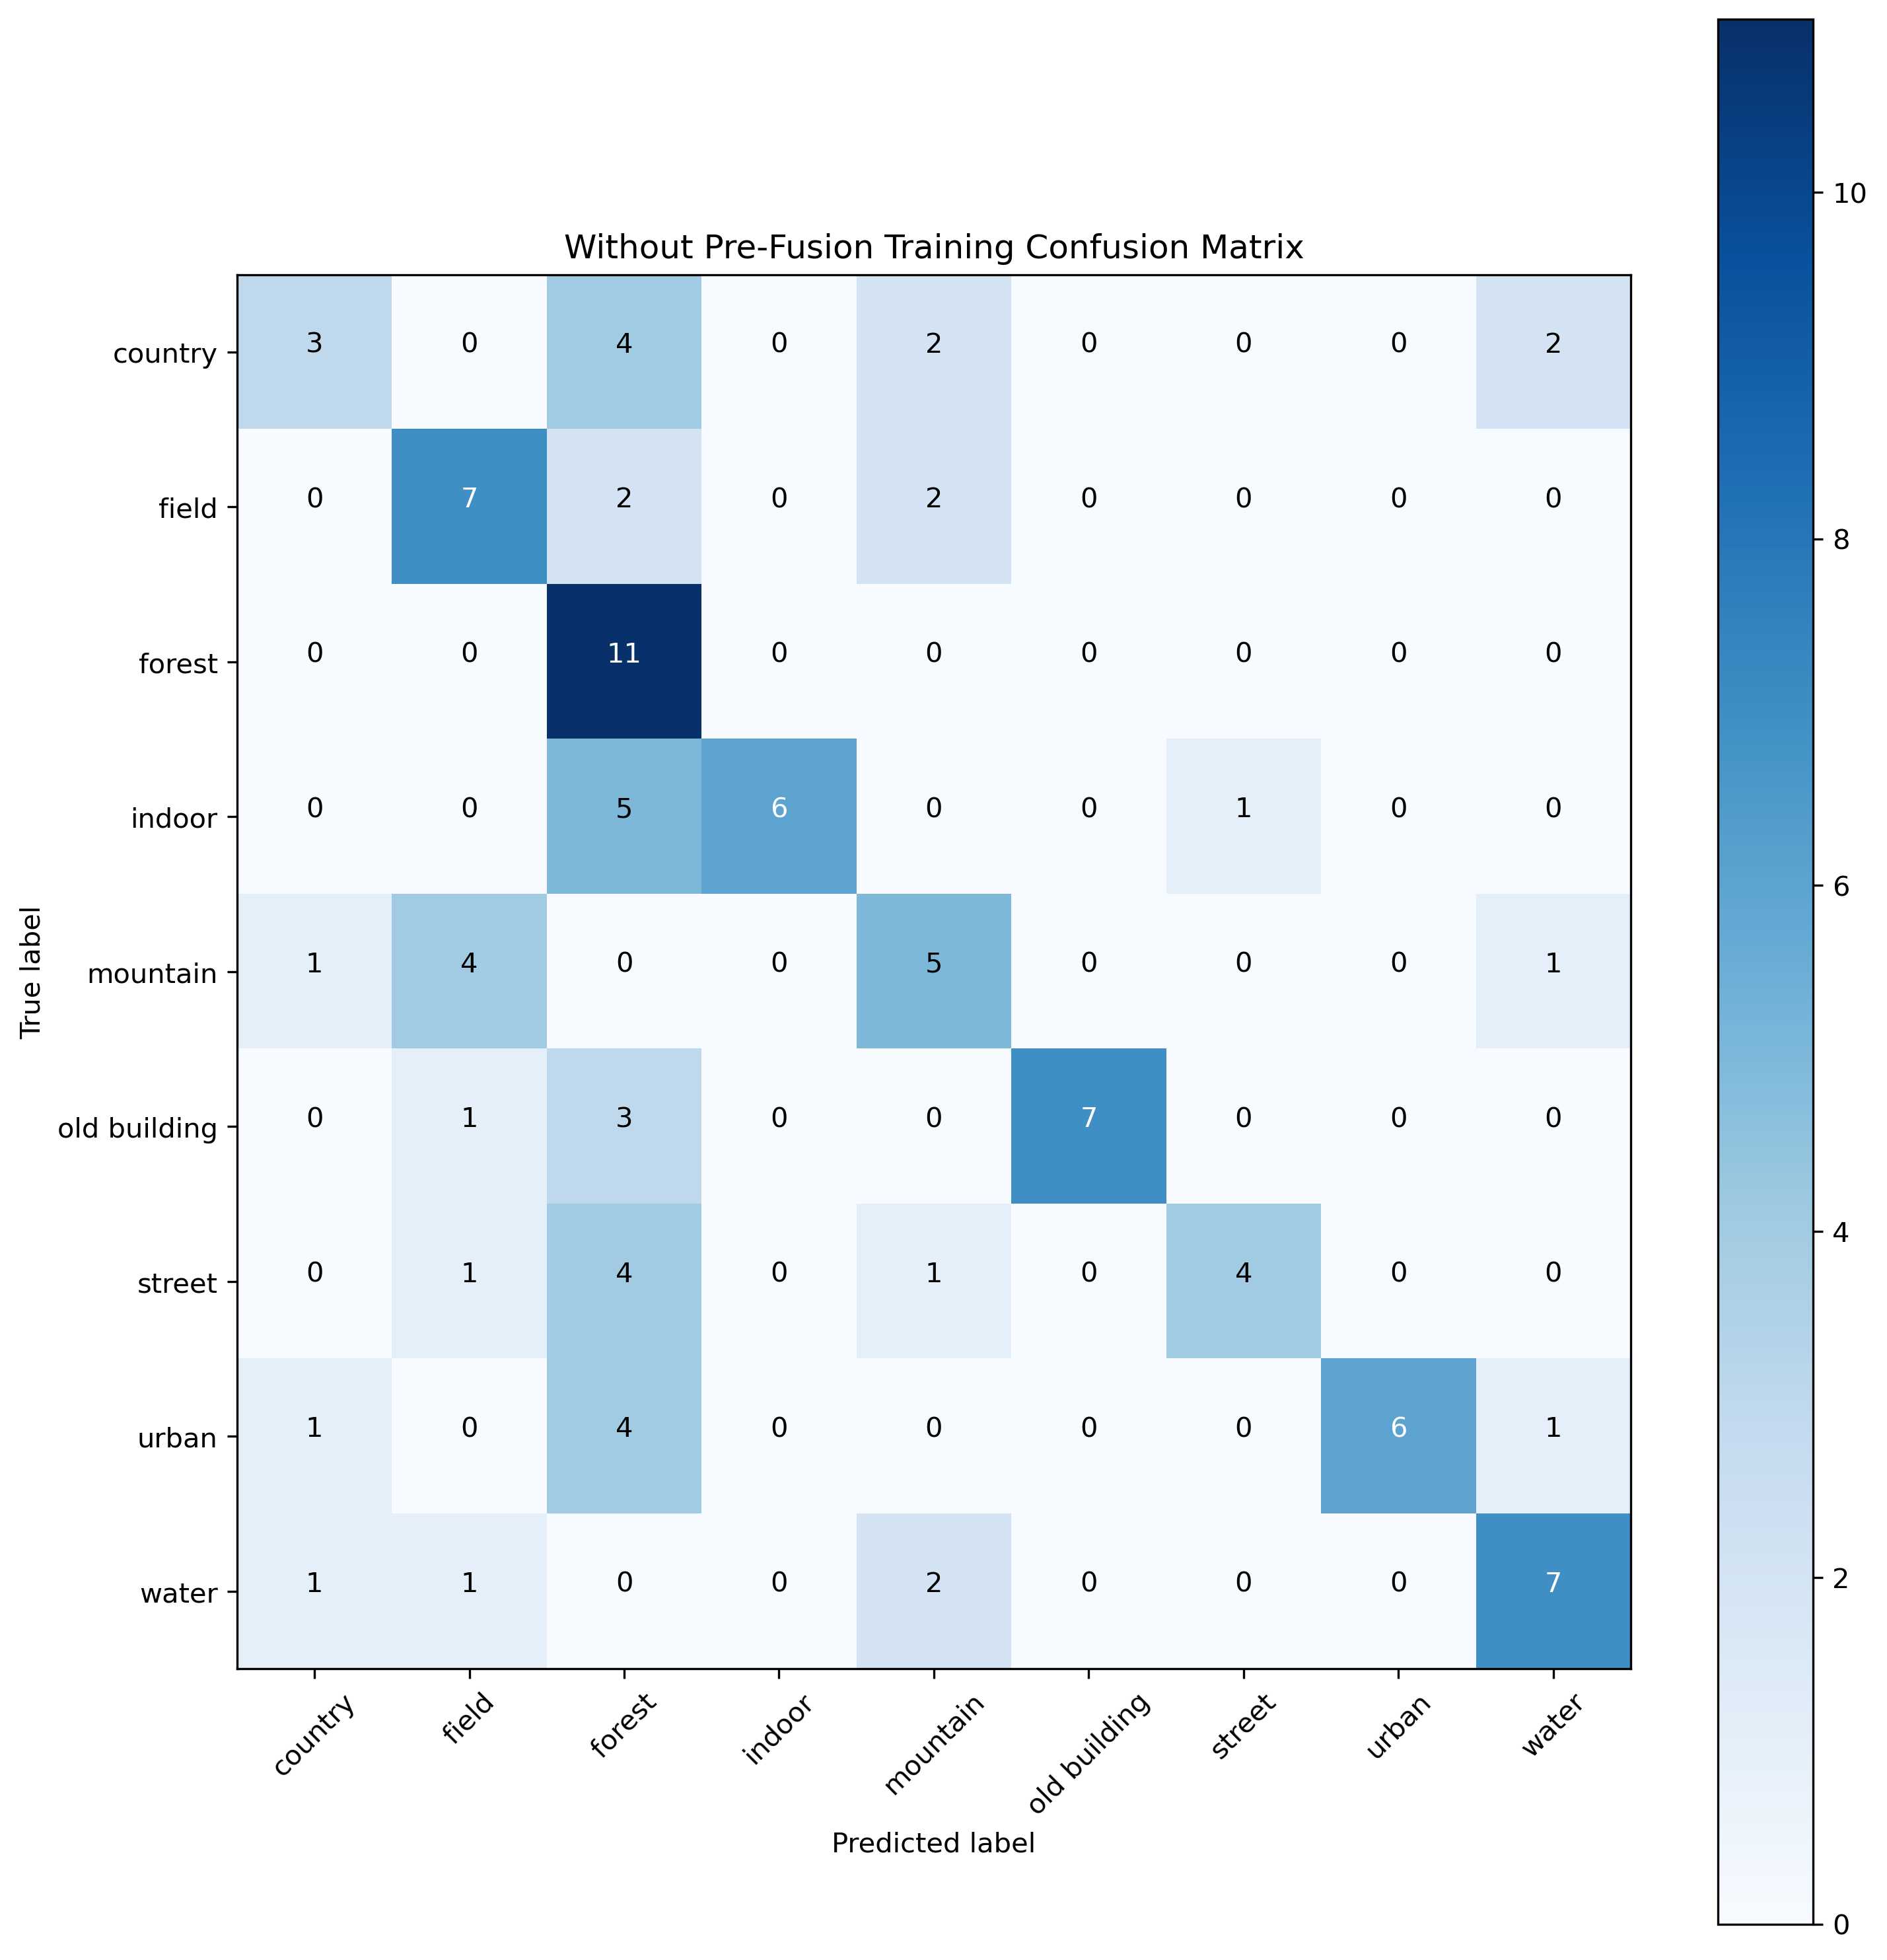 Without Pre-Fusion Training Confusion Matrix
country 3 0 4 0 2 0 0 0 2
field 0 7 2 0 2 0 0 0 0
forest 0 0 11 0 0 0 0 0 0
indoor 0 0 5 6 0 0 1 0 0
mountain 1 4 0 0 5 0 0 0 1
old building 0 1 3 0 0 7 0 0 0
street 0 1 4 0 1 0 4 0 0
urban 1 0 4 0 0 0 0 6 1
water 1 1 0 0 2 0 0 0 7
True label
country field forest indoor mountain old building street urban water
Predicted label
10
8
6
4
2
0